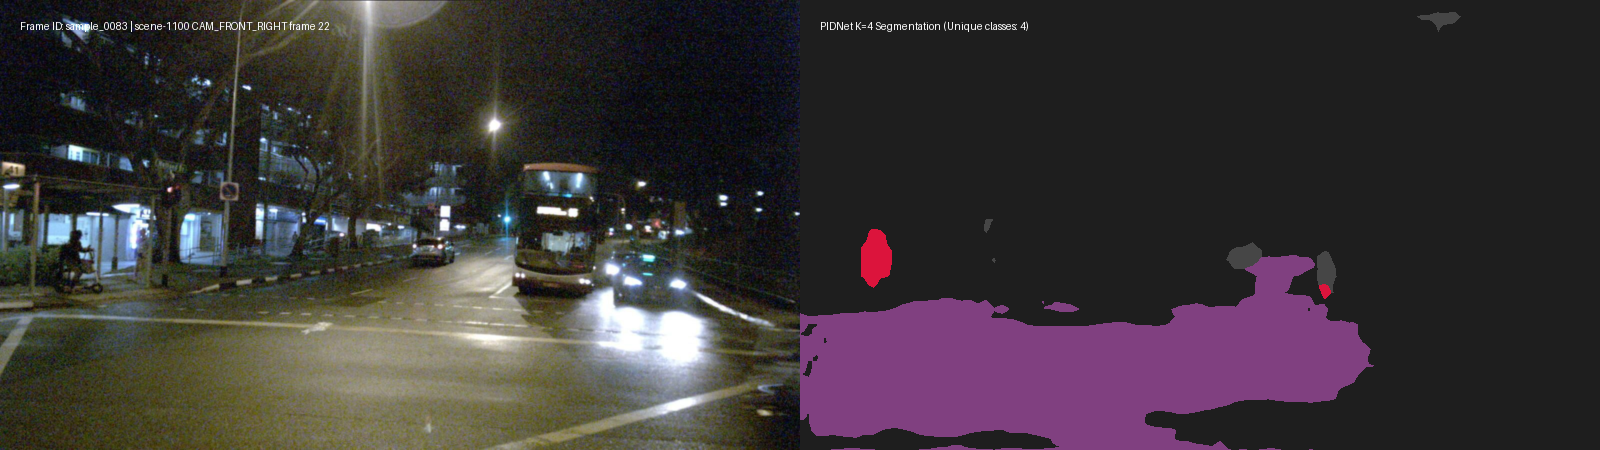 Frame ID: sample_0083 | scene-1100 CAM_FRONT_RIGHT frame 22
PIDNet K=4 Segmentation (Unique classes: 4)